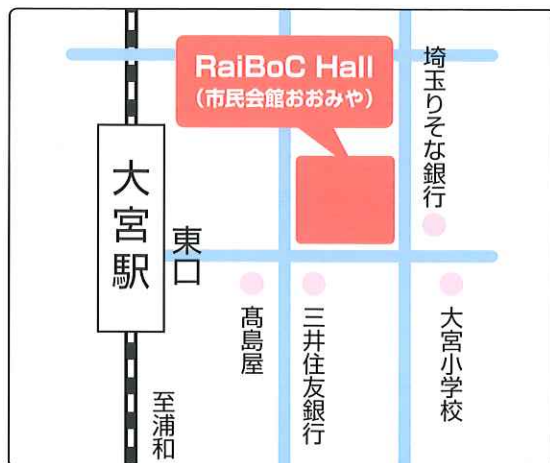 RaiBoC Hall
(市民会館おおみや)
埼玉りそな銀行
大宮駅
東口
髙島屋
三井住友銀行
大宮小学校
至浦和